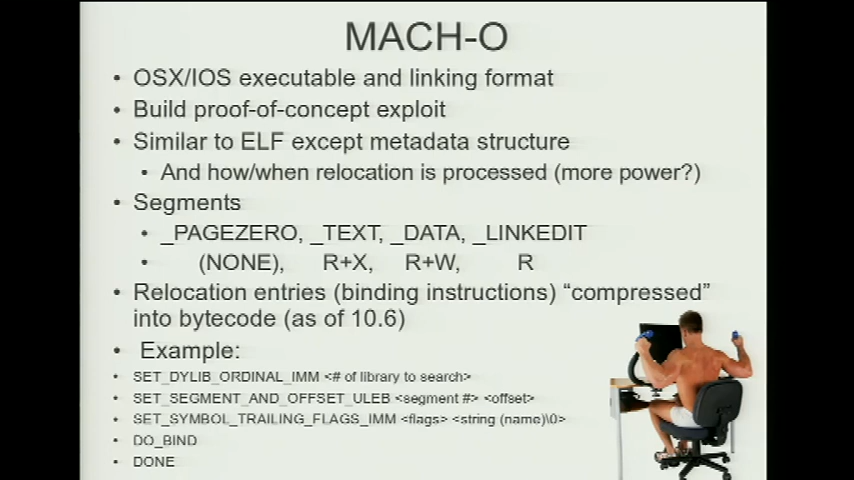 MACH-O
• OSX/IOS executable and linking format
• Build proof-of-concept exploit
• Similar to ELF except metadata structure
• And how/when relocation is processed (more power?)
• Segments
• _PAGEZERO, _TEXT, _DATA, _LINKEDIT
• (NONE), R+X, R+W, R
• Relocation entries (binding instructions) “compressed”
into bytecode (as of 10.6)
• Example:
• SET_DYLIB_ORDINAL_IMM <# of library to search>
• SET_SEGMENT_AND_OFFSET_ULEB <segment #> <offset>
• SET_SYMBOL_TRAILING_FLAGS_IMM <flags> <string (name)\0>
• DO_BIND
• DONE